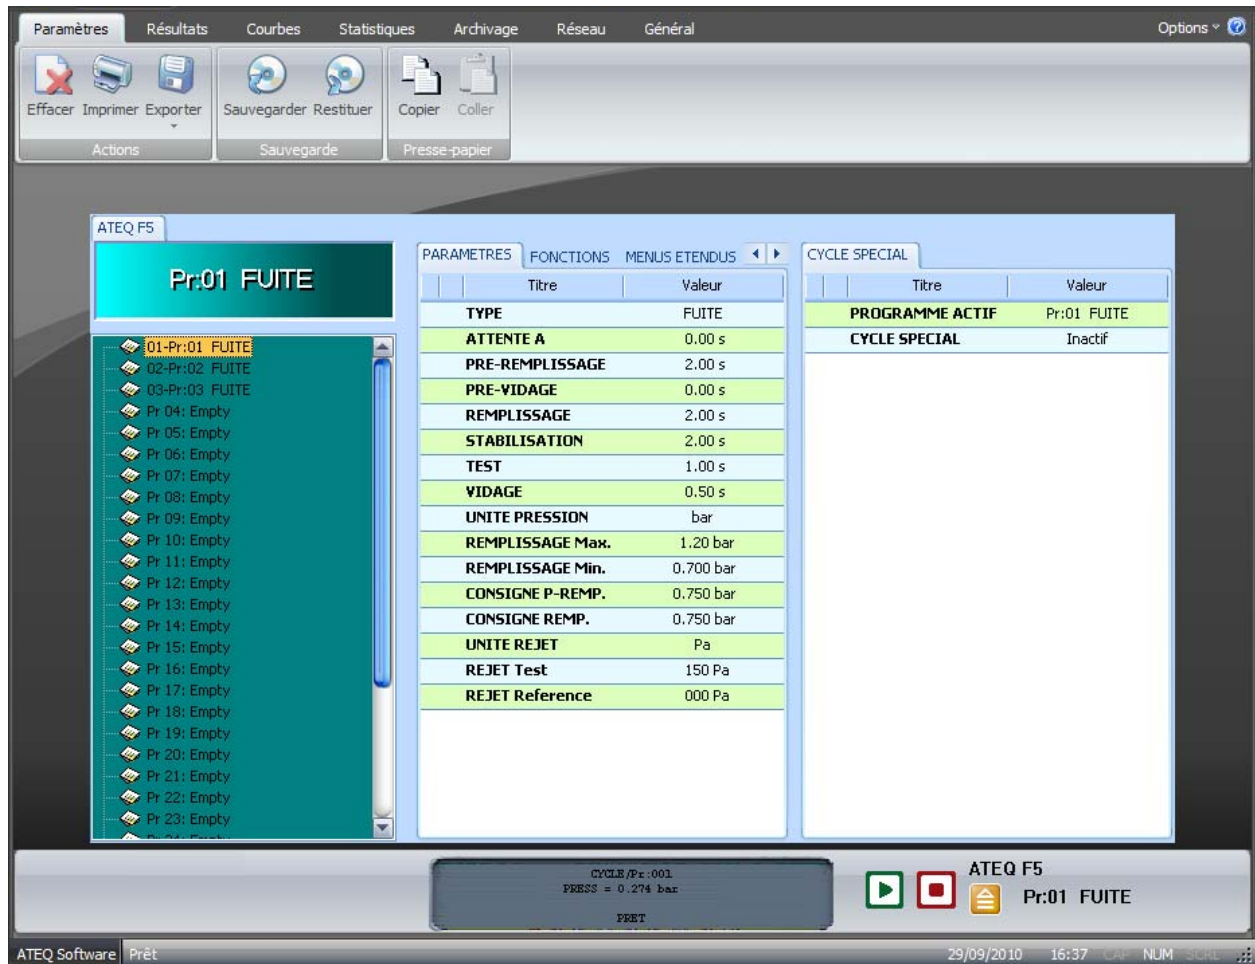 Paramètres Résultats Courbes Statistiques Archivage Réseau Général Options
Effacer Imprimer Exporter Sauvegarder Restituer Copier Coller
Actions Sauvegarde Presse-papier
ATEQ F5
Pr:01 FUITE
01-Pr:01 FUITE
02-Pr:02 FUITE
03-Pr:03 FUITE
Pr 04: Empty
Pr 05: Empty
Pr 06: Empty
Pr 07: Empty
Pr 08: Empty
Pr 09: Empty
Pr 10: Empty
Pr 11: Empty
Pr 12: Empty
Pr 13: Empty
Pr 14: Empty
Pr 15: Empty
Pr 16: Empty
Pr 17: Empty
Pr 18: Empty
Pr 19: Empty
Pr 20: Empty
Pr 21: Empty
Pr 22: Empty
Pr 23: Empty
PARAMETRES FONCTIONS MENUS ETENDUS
Titre Valeur
TYPE FUITE
ATTENTE A 0.00 s
PRE-REMPLISSAGE 2.00 s
PRE-VIDAGE 0.00 s
REMPLISSAGE 2.00 s
STABILISATION 2.00 s
TEST 1.00 s
VIDAGE 0.50 s
UNITE PRESSION bar
REMPLISSAGE Max. 1.20 bar
REMPLISSAGE Min. 0.700 bar
CONSIGNE P-REMP. 0.750 bar
CONSIGNE REMP. 0.750 bar
UNITE REJET Pa
REJET Test 150 Pa
REJET Reference 000 Pa
CYCLE SPECIAL
Titre Valeur
PROGRAMME ACTIF Pr:01 FUITE
CYCLE SPECIAL Inactif
CYCLE/Pr:001
PRESS = 0.274 bar
PRET
ATEQ F5
Pr:01 FUITE
ATEQ Software Prêt 29/09/2010 16:37 CAP NUM SCRL